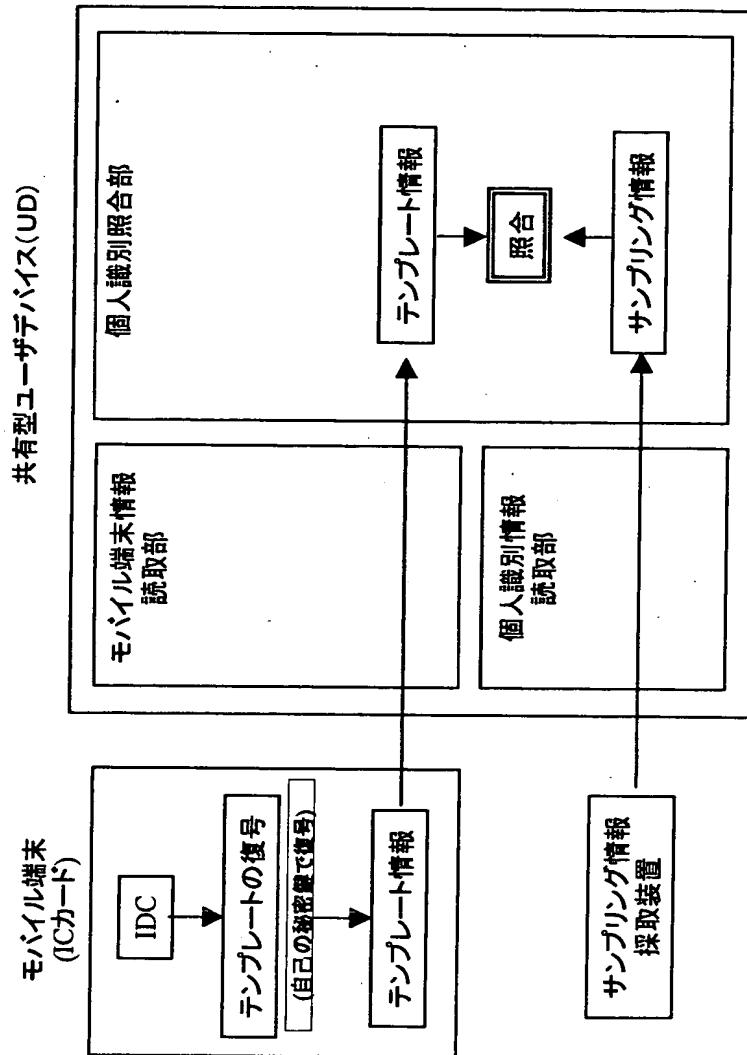 共有型ユーザデバイス(UD)
モバイル端末
(ICカード)
IDC
テンプレートの復号
(自己の秘密鍵で復号)
テンプレート情報
モバイル端末情報
読取部
個人識別照合部
テンプレート情報
照合
サンプリング情報
個人識別情報
読取部
サンプリング情報
採取装置